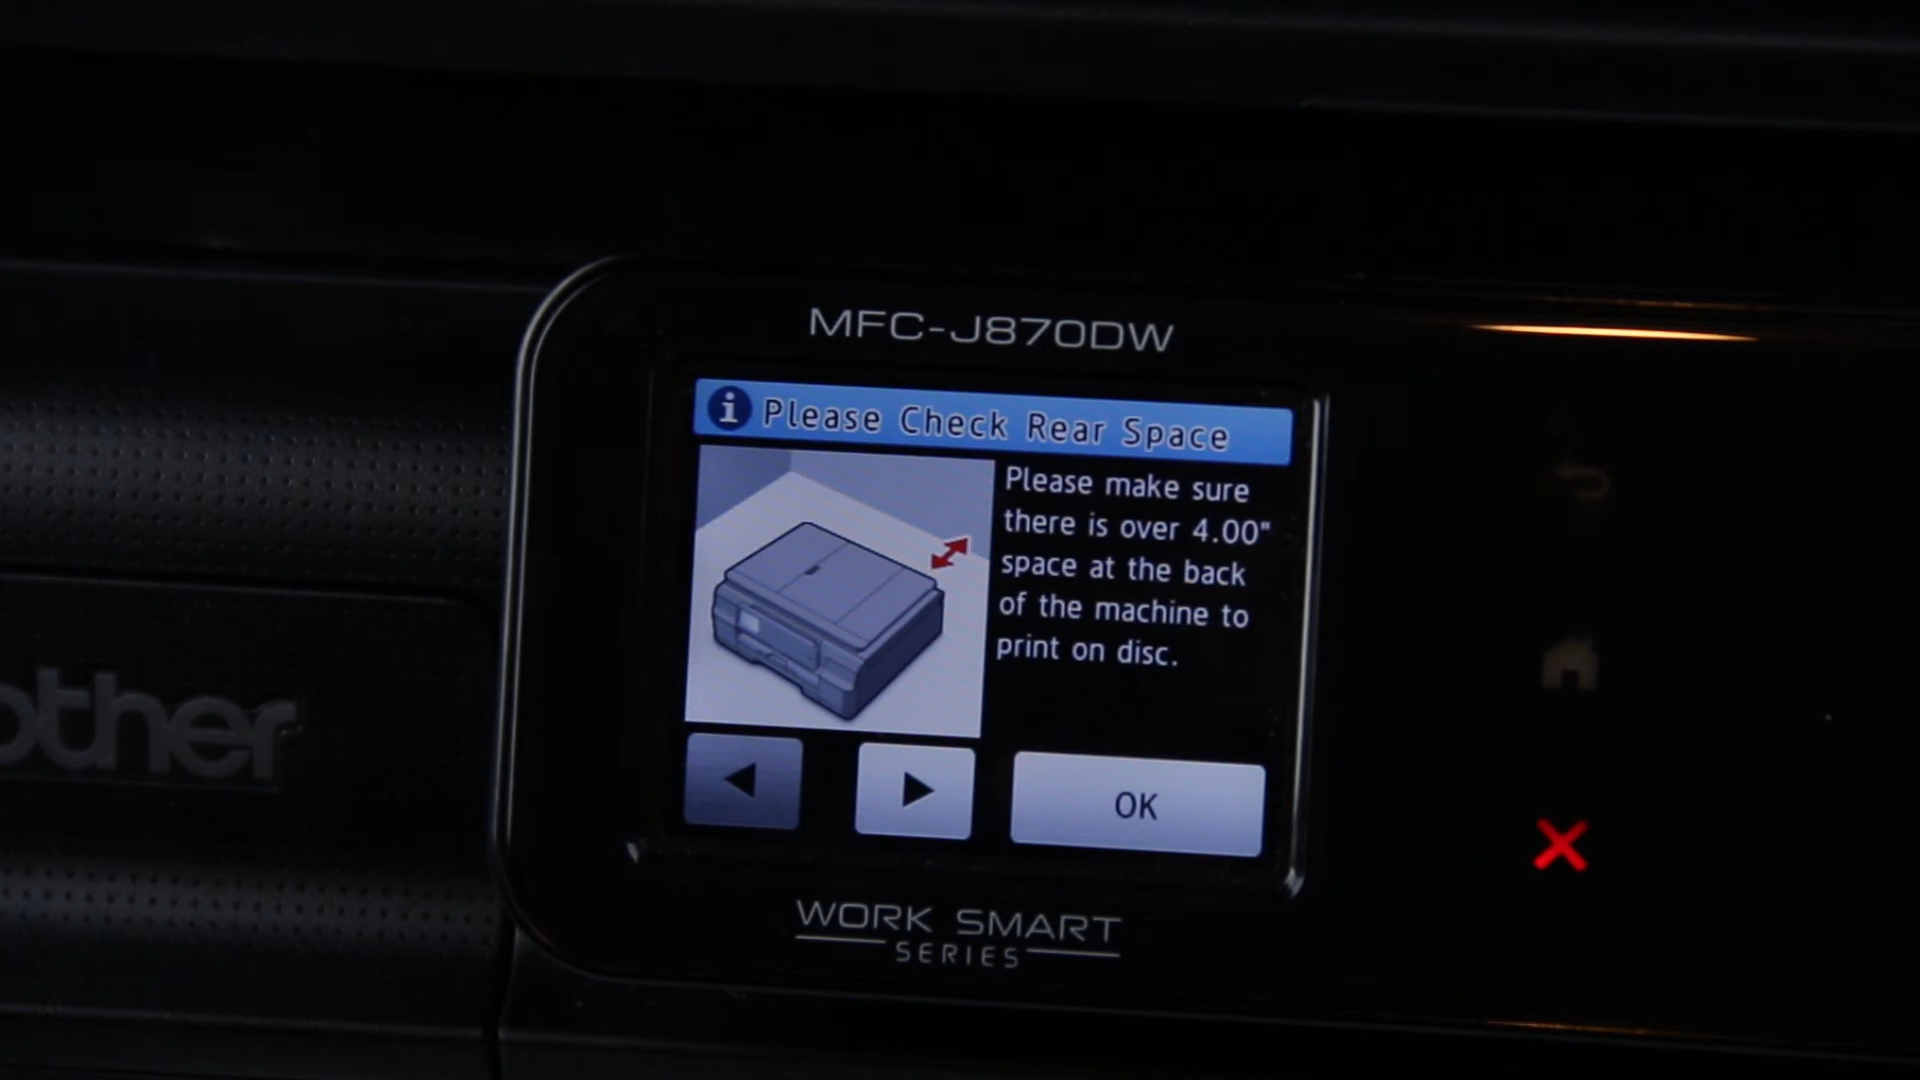 MFC-J870DW
Please Check Rear Space
Please make sure
there is over 4.00"
space at the back
of the machine to
print on disc.
OK
other
WORK SMART
SERIES